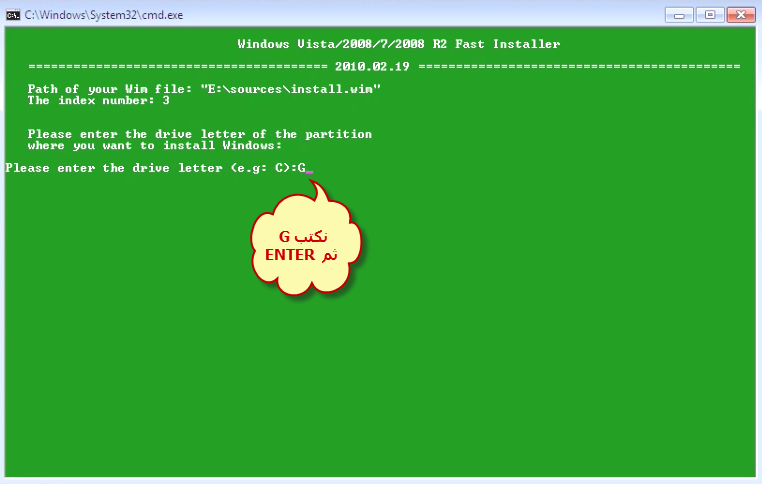 C:\Windows\System32\cmd.exe
Windows Vista/2008/7/2008 R2 Fast Installer
======================================== 2010.02.19 ===========================================
Path of your Wim file: "E:\sources\install.wim"
The index number: 3
Please enter the drive letter of the partition
where you want to install Windows:
Please enter the drive letter (e.g: C):G_
نكتب G
ثم ENTER